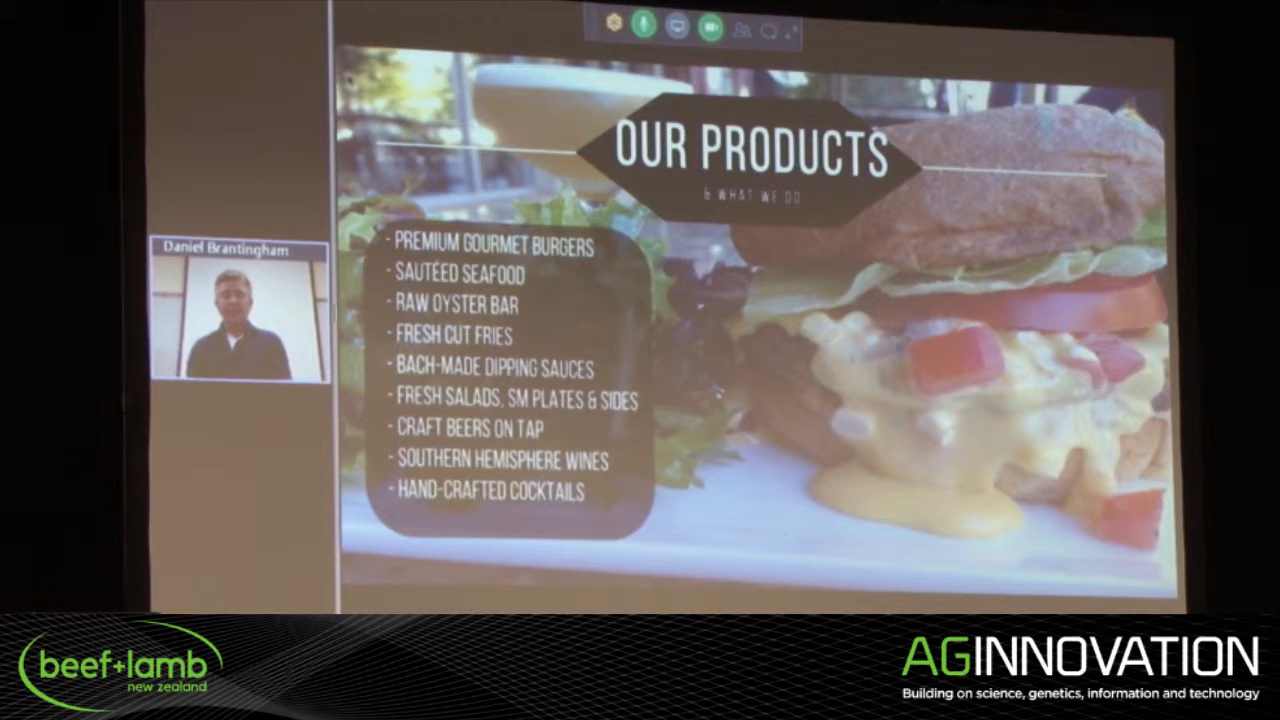 OUR PRODUCTS
& WHAT WE DO
Daniel Brantingham
- PREMIUM GOURMET BURGERS
- SAUTÉED SEAFOOD
- RAW OYSTER BAR
- FRESH CUT FRIES
- BACH-MADE DIPPING SAUCES
- FRESH SALADS, SM PLATES & SIDES
- CRAFT BEERS ON TAP
- SOUTHERN HEMISPHERE WINES
- HAND-CRAFTED COCKTAILS
beef+lamb
new zealand
AGINNOVATION
Building on science, genetics, information and technology